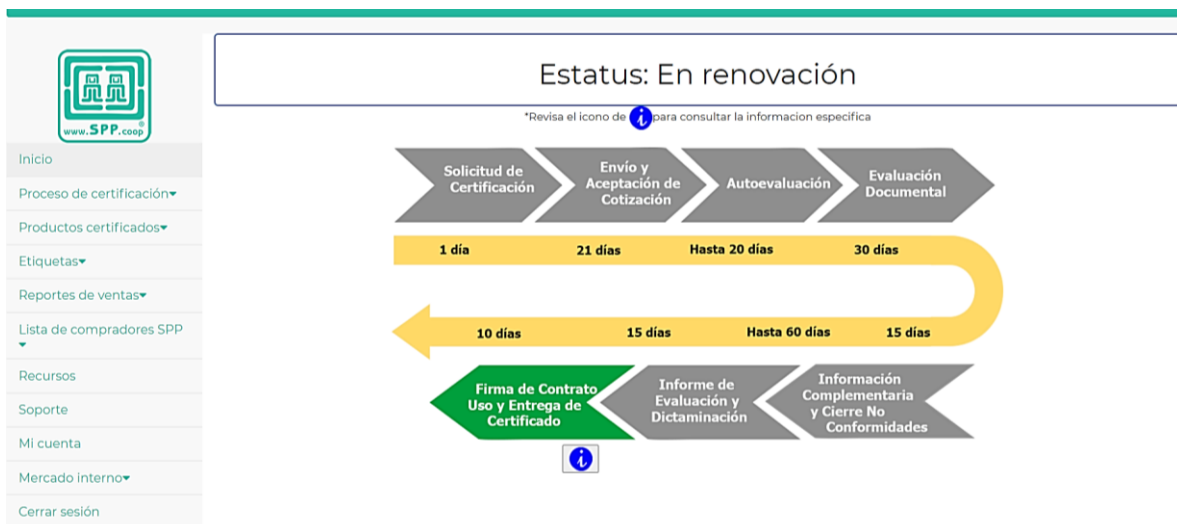 Estatus: En renovación
*Revisa el icono de i para consultar la informacion especifica
www.SPP.coop®
Inicio
Proceso de certificación
Productos certificados
Etiquetas
Reportes de ventas
Lista de compradores SPP
Recursos
Soporte
Mi cuenta
Mercado interno
Cerrar sesión
Solicitud de
Certificación
Envío y
Aceptación de
Cotización
Autoevaluación
Evaluación
Documental
1 día
21 días
Hasta 20 días
30 días
10 días
15 días
Hasta 60 días
15 días
Firma de Contrato
Uso y Entrega de
Certificado
Informe de
Evaluación y
Dictaminación
Información
Complementaria
y Cierre No
Conformidades
i